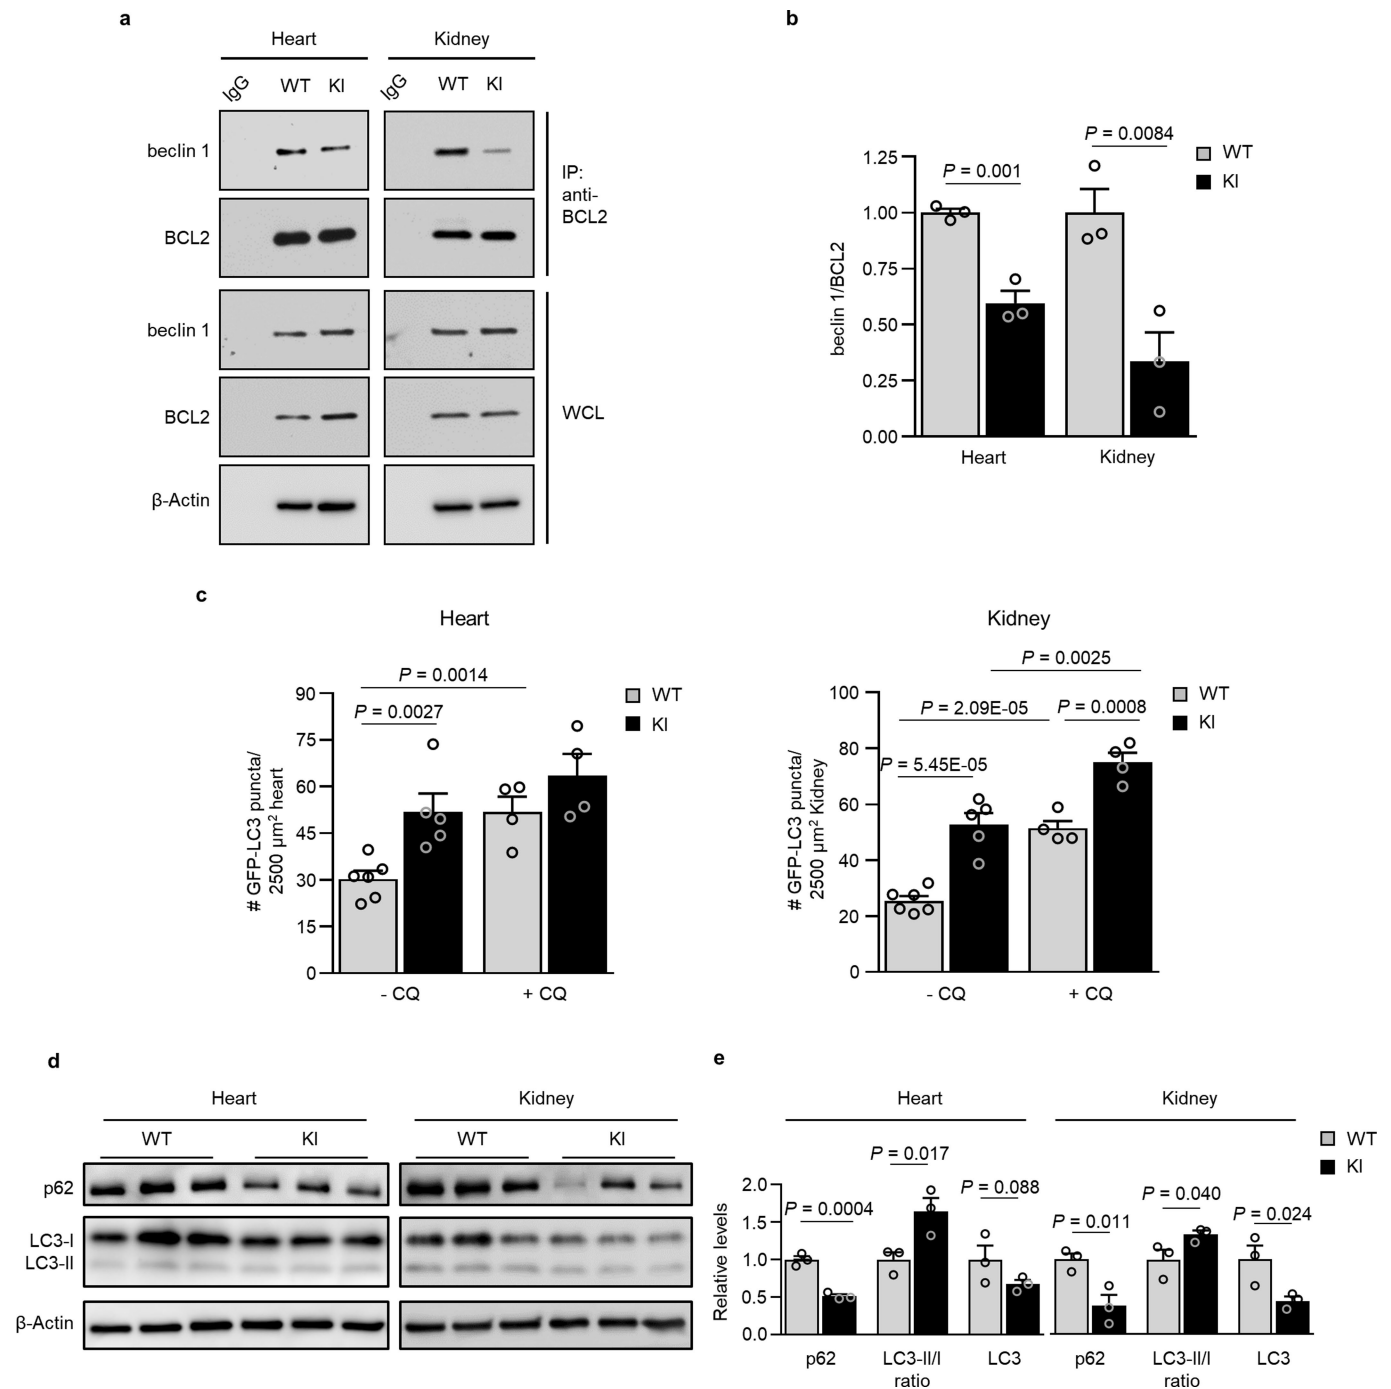 a
Heart
Kidney
IgG
WT
KI
IgG
WT
KI
beclin 1
BCL2
IP:
anti-
BCL2
beclin 1
BCL2
β-Actin
WCL
b
P = 0.0084
P = 0.001
WT
KI
beclin 1/BCL2
1.25
1.00
0.75
0.50
0.25
0.00
Heart
Kidney
c
Heart
P = 0.0014
P = 0.0027
WT
KI
# GFP-LC3 puncta/
2500 µm² heart
90
75
60
45
30
15
0
- CQ
+ CQ
Kidney
P = 0.0025
P = 2.09E-05
P = 0.0008
P = 5.45E-05
WT
KI
# GFP-LC3 puncta/
2500 µm² Kidney
100
80
60
40
20
0
- CQ
+ CQ
d
Heart
Kidney
WT
KI
WT
KI
p62
LC3-I
LC3-II
β-Actin
e
Heart
Kidney
WT
KI
P = 0.0004
P = 0.017
P = 0.088
P = 0.011
P = 0.040
P = 0.024
Relative levels
2.0
1.5
1.0
0.5
0.0
p62
LC3-II/I
ratio
LC3
p62
LC3-II/I
ratio
LC3